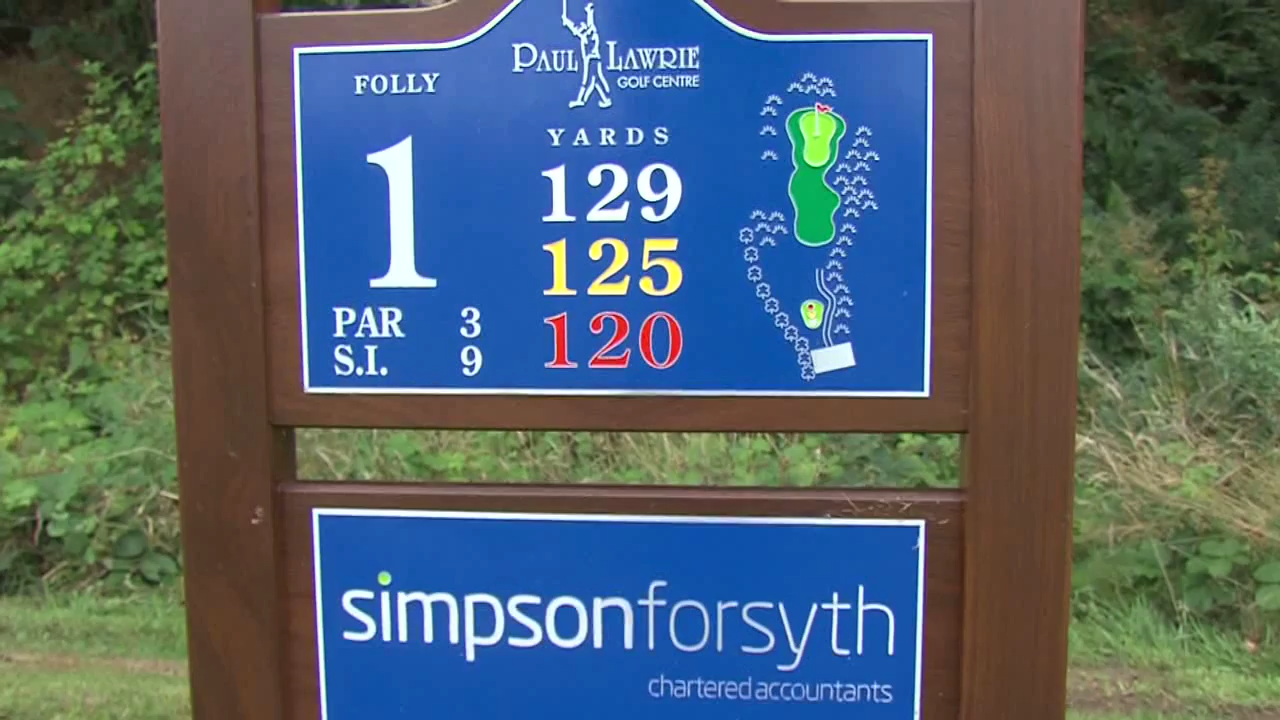 PAUL LAWRIE
GOLF CENTRE
FOLLY
1
PAR 3
S.I. 9
YARDS
129
125
120
simpsonforsyth
chartered accountants